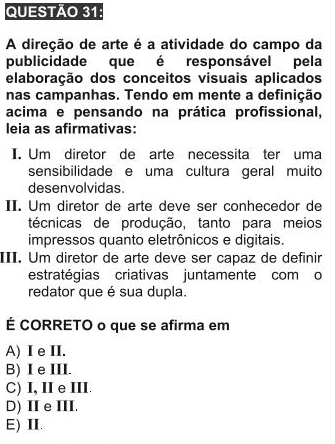 QUESTÃO 31:
A direção de arte é a atividade do campo da
publicidade que é responsável pela
elaboração dos conceitos visuais aplicados
nas campanhas. Tendo em mente a definição
acima e pensando na prática profissional,
leia as afirmativas:
I. Um diretor de arte necessita ter uma
sensibilidade e uma cultura geral muito
desenvolvidas.
II. Um diretor de arte deve ser conhecedor de
técnicas de produção, tanto para meios
impressos quanto eletrônicos e digitais.
III. Um diretor de arte deve ser capaz de definir
estratégias criativas juntamente com o
redator que é sua dupla.
É CORRETO o que se afirma em
A) I e II.
B) I e III.
C) I, II e III.
D) II e III.
E) II.